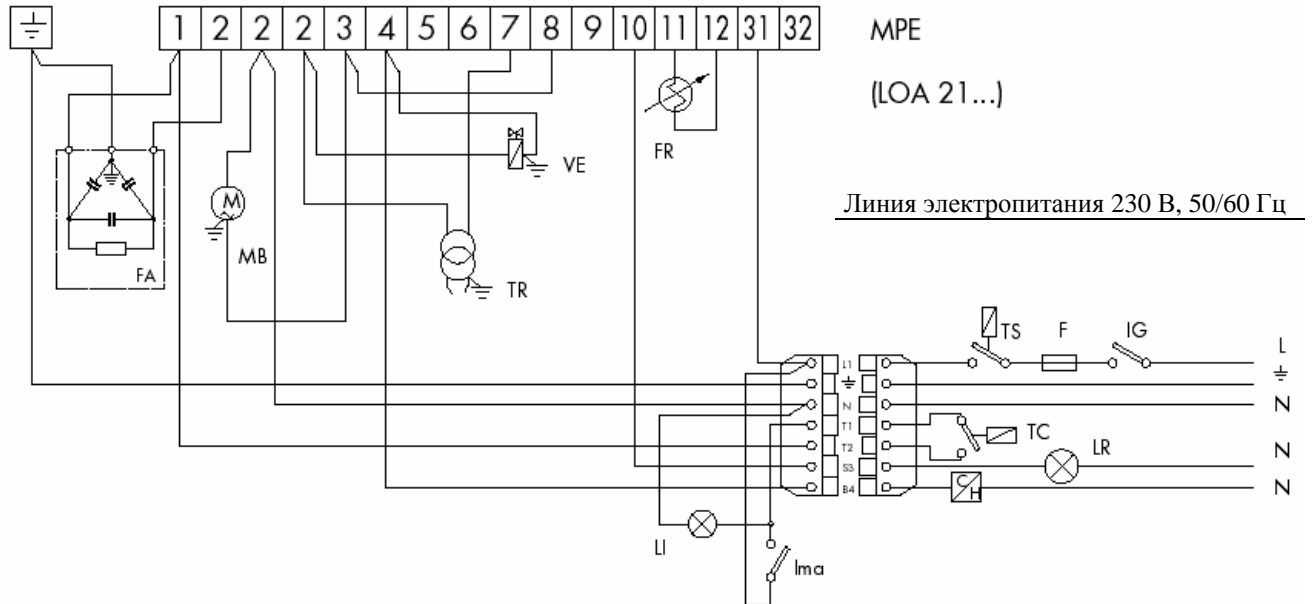 1 2 2 2 3 4 5 6 7 8 9 10 11 12 31 32
MPE
(LOA 21...)
FR
VE
Линия электропитания 230 В, 50/60 Гц
M
MB
FA
TR
TS F IG L
L1
N N
T1
TC
T2 LR N
S3
B4 C/H N
LI
Ima